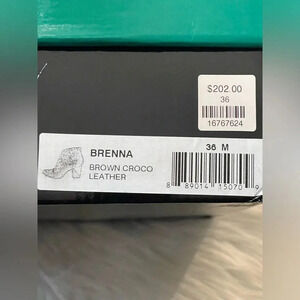 $202.00
36
16767624
BRENNA
36 M
BROWN CROCO
LEATHER
8 89014 15070 9